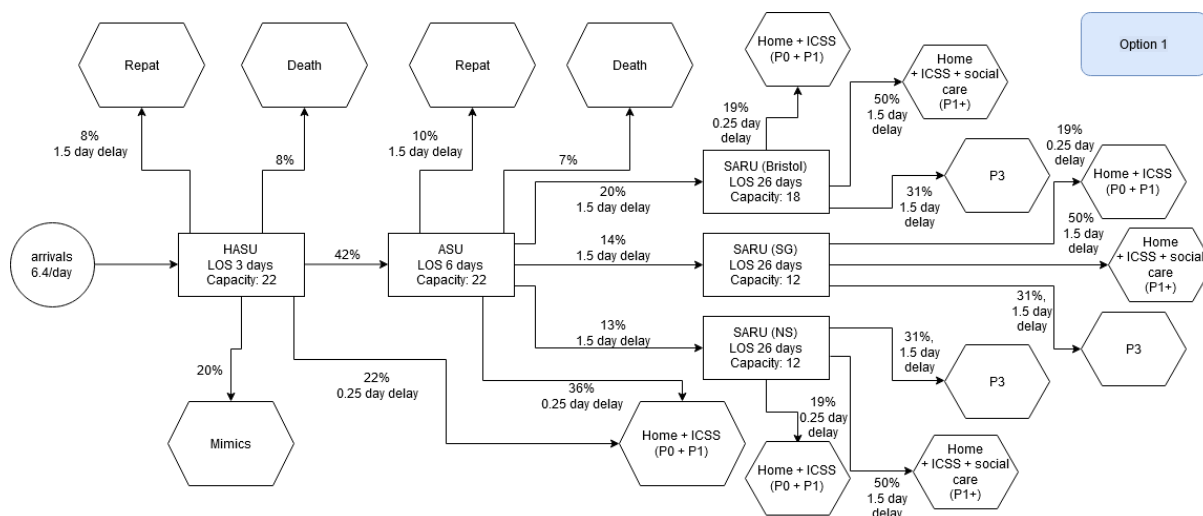 Option 1
Repat
Death
Repat
Death
Home + ICSS
(P0 + P1)
Home
+ ICSS + social
care
(P1+)
8%
1.5 day delay
8%
10%
1.5 day delay
7%
19%
0.25 day
delay
50%
1.5 day
delay
19%
0.25 day
delay
SARU (Bristol)
LOS 26 days
Capacity: 18
20%
1.5 day delay
31%
1.5 day
delay
P3
Home + ICSS
(P0 + P1)
arrivals
6.4/day
HASU
LOS 3 days
Capacity: 22
42%
ASU
LOS 6 days
Capacity: 22
14%
1.5 day delay
SARU (SG)
LOS 26 days
Capacity: 12
50%
1.5 day
delay
Home
+ ICSS + social
care
(P1+)
31%,
1.5 day
delay
P3
13%
1.5 day delay
SARU (NS)
LOS 26 days
Capacity: 12
31%,
1.5 day
delay
P3
20%
Mimics
22%
0.25 day delay
36%
0.25 day delay
Home + ICSS
(P0 + P1)
19%
0.25 day
delay
Home + ICSS
(P0 + P1)
50%
1.5 day
delay
Home
+ ICSS + social
care
(P1+)